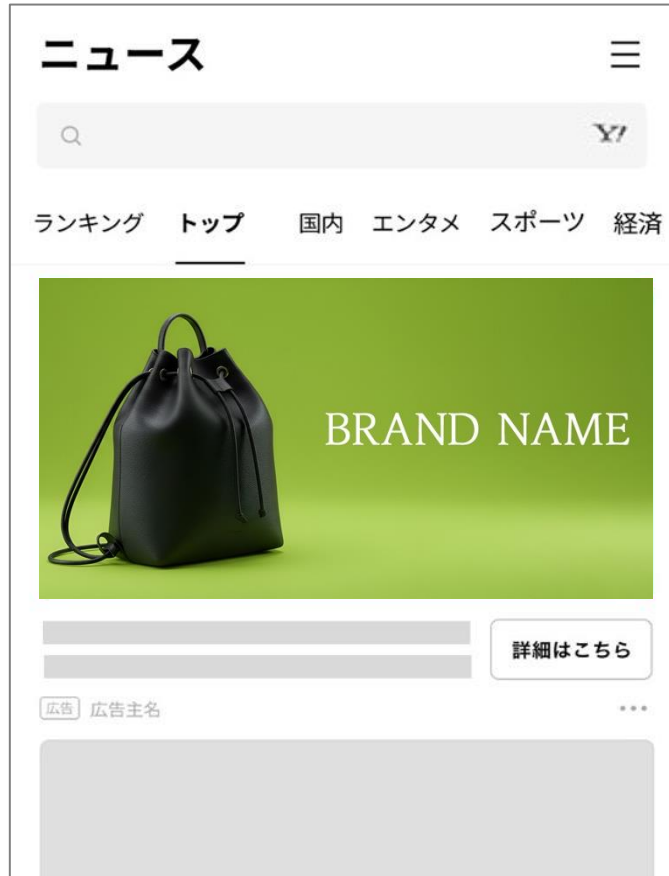 ニュース
Y!
ランキング トップ 国内 エンタメ スポーツ 経済
BRAND NAME
詳細はこちら
広告 広告主名